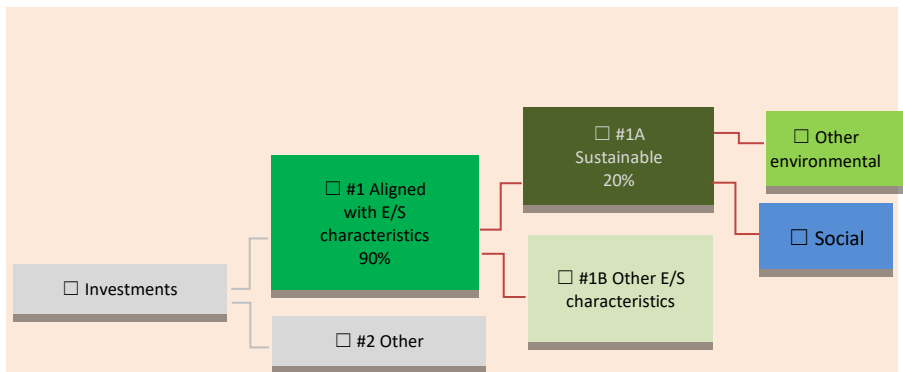 ☐ Investments
☐ #1 Aligned
with E/S
characteristics
90%
☐ #2 Other
☐ #1A
Sustainable
20%
☐ #1B Other E/S
characteristics
☐ Other
environmental
☐ Social